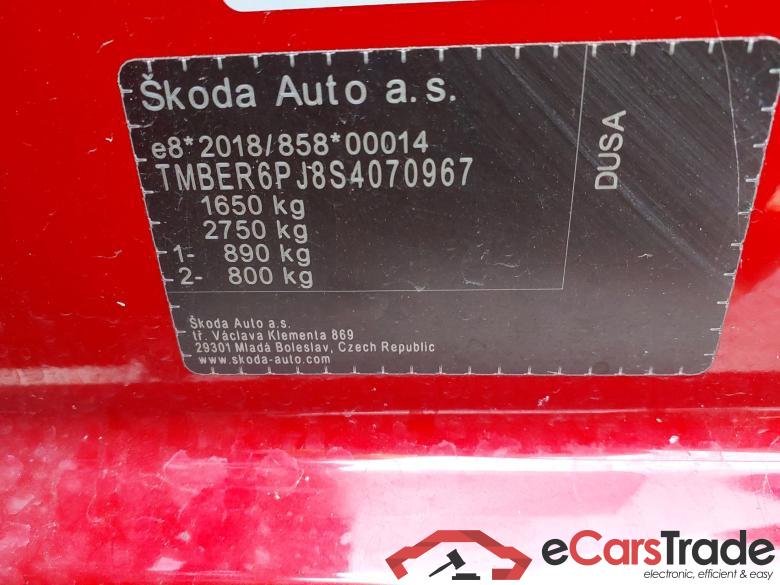 Škoda Auto a.s.
e8*2018/858*00014
TMBER6PJ8S4070967
1650 kg
2750 kg
1- 890 kg
2- 800 kg
DUSA
Škoda Auto a.s.
tř. Václava Klementa 869
29301 Mladá Boleslav, Czech Republic
www.skoda-auto.com
eCarsTrade
electronic, efficient & easy